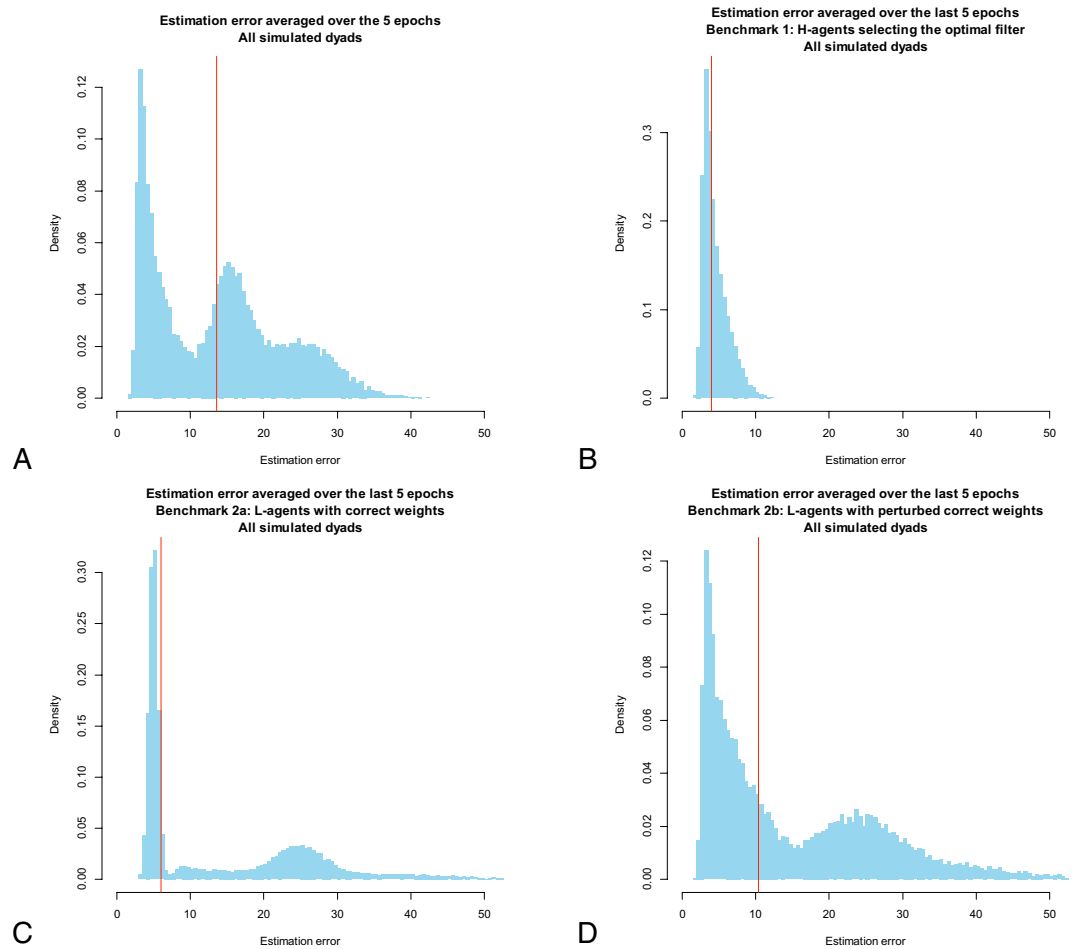 Estimation error averaged over the 5 epochs
All simulated dyads
Density
0.00
0.02
0.04
0.06
0.08
0.10
0.12
0 10 20 30 40 50
Estimation error
A
Estimation error averaged over the last 5 epochs
Benchmark 1: H-agents selecting the optimal filter
All simulated dyads
Density
0.0
0.1
0.2
0.3
0 10 20 30 40 50
Estimation error
B
Estimation error averaged over the last 5 epochs
Benchmark 2a: L-agents with correct weights
All simulated dyads
Density
0.00
0.05
0.10
0.15
0.20
0.25
0.30
0 10 20 30 40 50
Estimation error
C
Estimation error averaged over the last 5 epochs
Benchmark 2b: L-agents with perturbed correct weights
All simulated dyads
Density
0.00
0.02
0.04
0.06
0.08
0.10
0.12
0 10 20 30 40 50
Estimation error
D